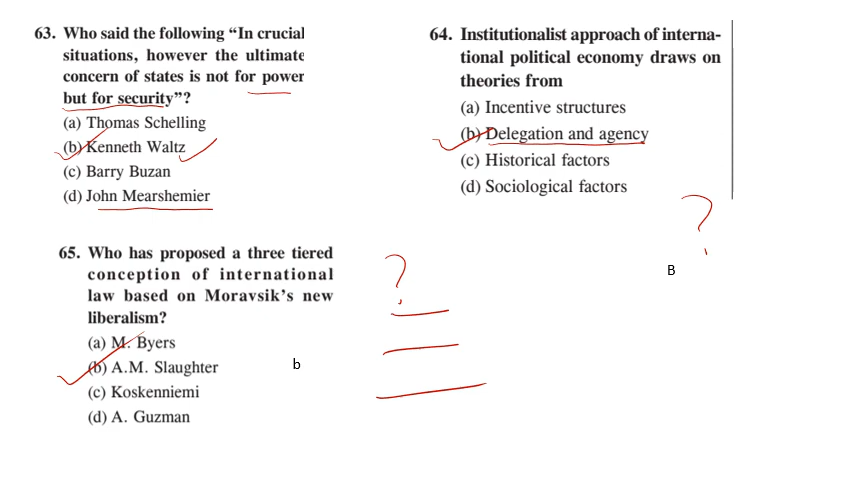 63. Who said the following “In crucial
situations, however the ultimate
concern of states is not for power
but for security”?
(a) Thomas Schelling
(b) Kenneth Waltz
(c) Barry Buzan
(d) John Mearshemier
64. Institutionalist approach of interna-
tional political economy draws on
theories from
(a) Incentive structures
(b) Delegation and agency
(c) Historical factors
(d) Sociological factors
?
B
65. Who has proposed a three tiered
conception of international
law based on Moravsik’s new
liberalism?
(a) M. Byers
(b) A.M. Slaughter
(c) Koskenniemi
(d) A. Guzman
b
?